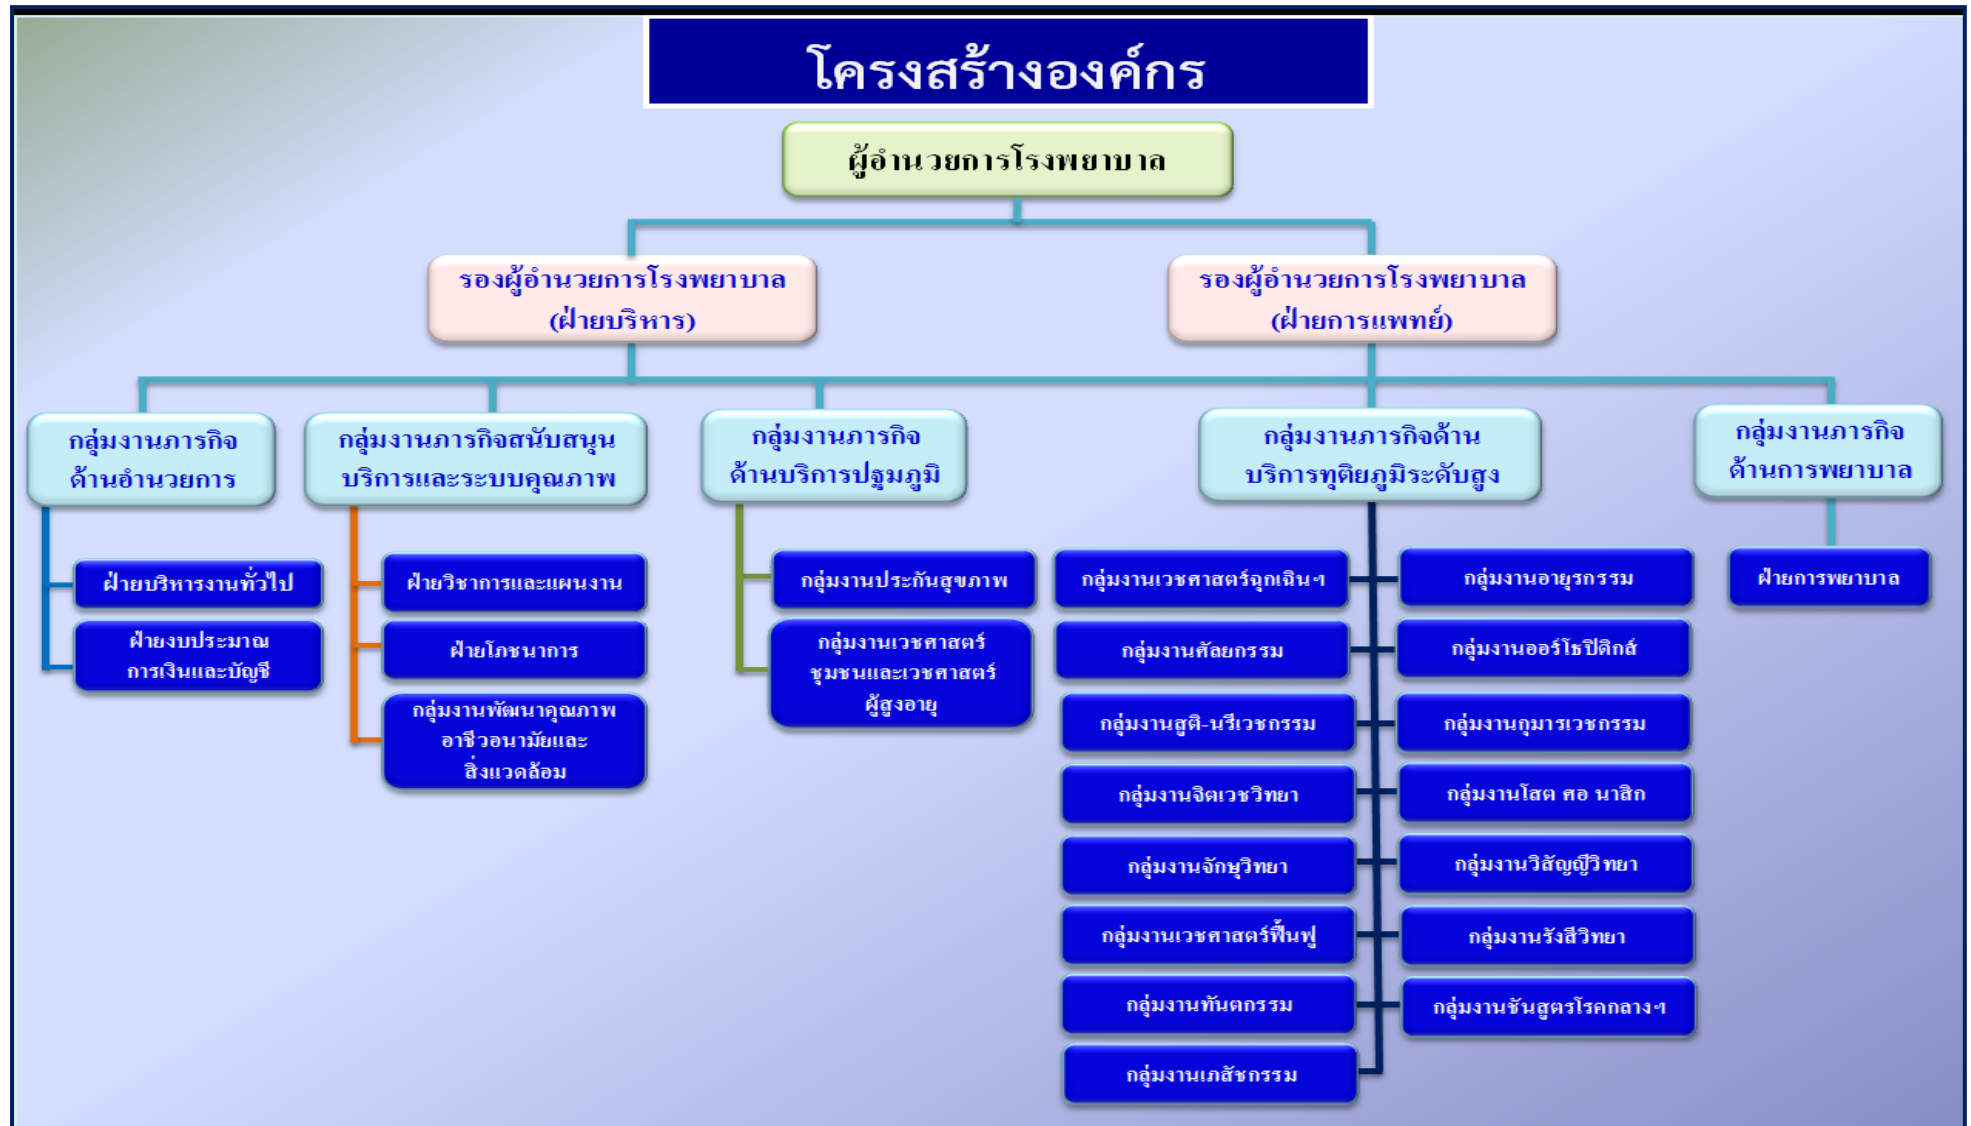 โครงสร้างองค์กร
ผู้อำนวยการโรงพยาบาล
รองผู้อำนวยการโรงพยาบาล
(ฝ่ายบริหาร)
รองผู้อำนวยการโรงพยาบาล
(ฝ่ายการแพทย์)
กลุ่มงานภารกิจ
ด้านอำนวยการ
กลุ่มงานภารกิจสนับสนุน
บริการและระบบคุณภาพ
กลุ่มงานภารกิจ
ด้านบริการปฐมภูมิ
กลุ่มงานภารกิจด้าน
บริการทุติยภูมิระดับสูง
กลุ่มงานภารกิจ
ด้านการพยาบาล
ฝ่ายบริหารงานทั่วไป
ฝ่ายงบประมาณ
การเงินและบัญชี
ฝ่ายวิชาการและแผนงาน
ฝ่ายโภชนาการ
กลุ่มงานพัฒนาคุณภาพ
อาชีวอนามัยและ
สิ่งแวดล้อม
กลุ่มงานประกันสุขภาพ
กลุ่มงานเวชศาสตร์
ชุมชนและเวชศาสตร์
ผู้สูงอายุ
กลุ่มงานเวชศาสตร์ฉุกเฉินฯ
กลุ่มงานศัลยกรรม
กลุ่มงานสูติ-นรีเวชกรรม
กลุ่มงานจิตเวชวิทยา
กลุ่มงานจักษุวิทยา
กลุ่มงานเวชศาสตร์ฟื้นฟู
กลุ่มงานทันตกรรม
กลุ่มงานเภสัชกรรม
กลุ่มงานอายุรกรรม
กลุ่มงานออร์โธปิดิกส์
กลุ่มงานกุมารเวชกรรม
กลุ่มงานโสต ศอ นาสิก
กลุ่มงานวิสัญญีวิทยา
กลุ่มงานรังสีวิทยา
กลุ่มงานชันสูตรโรคกลางฯ
ฝ่ายการพยาบาล